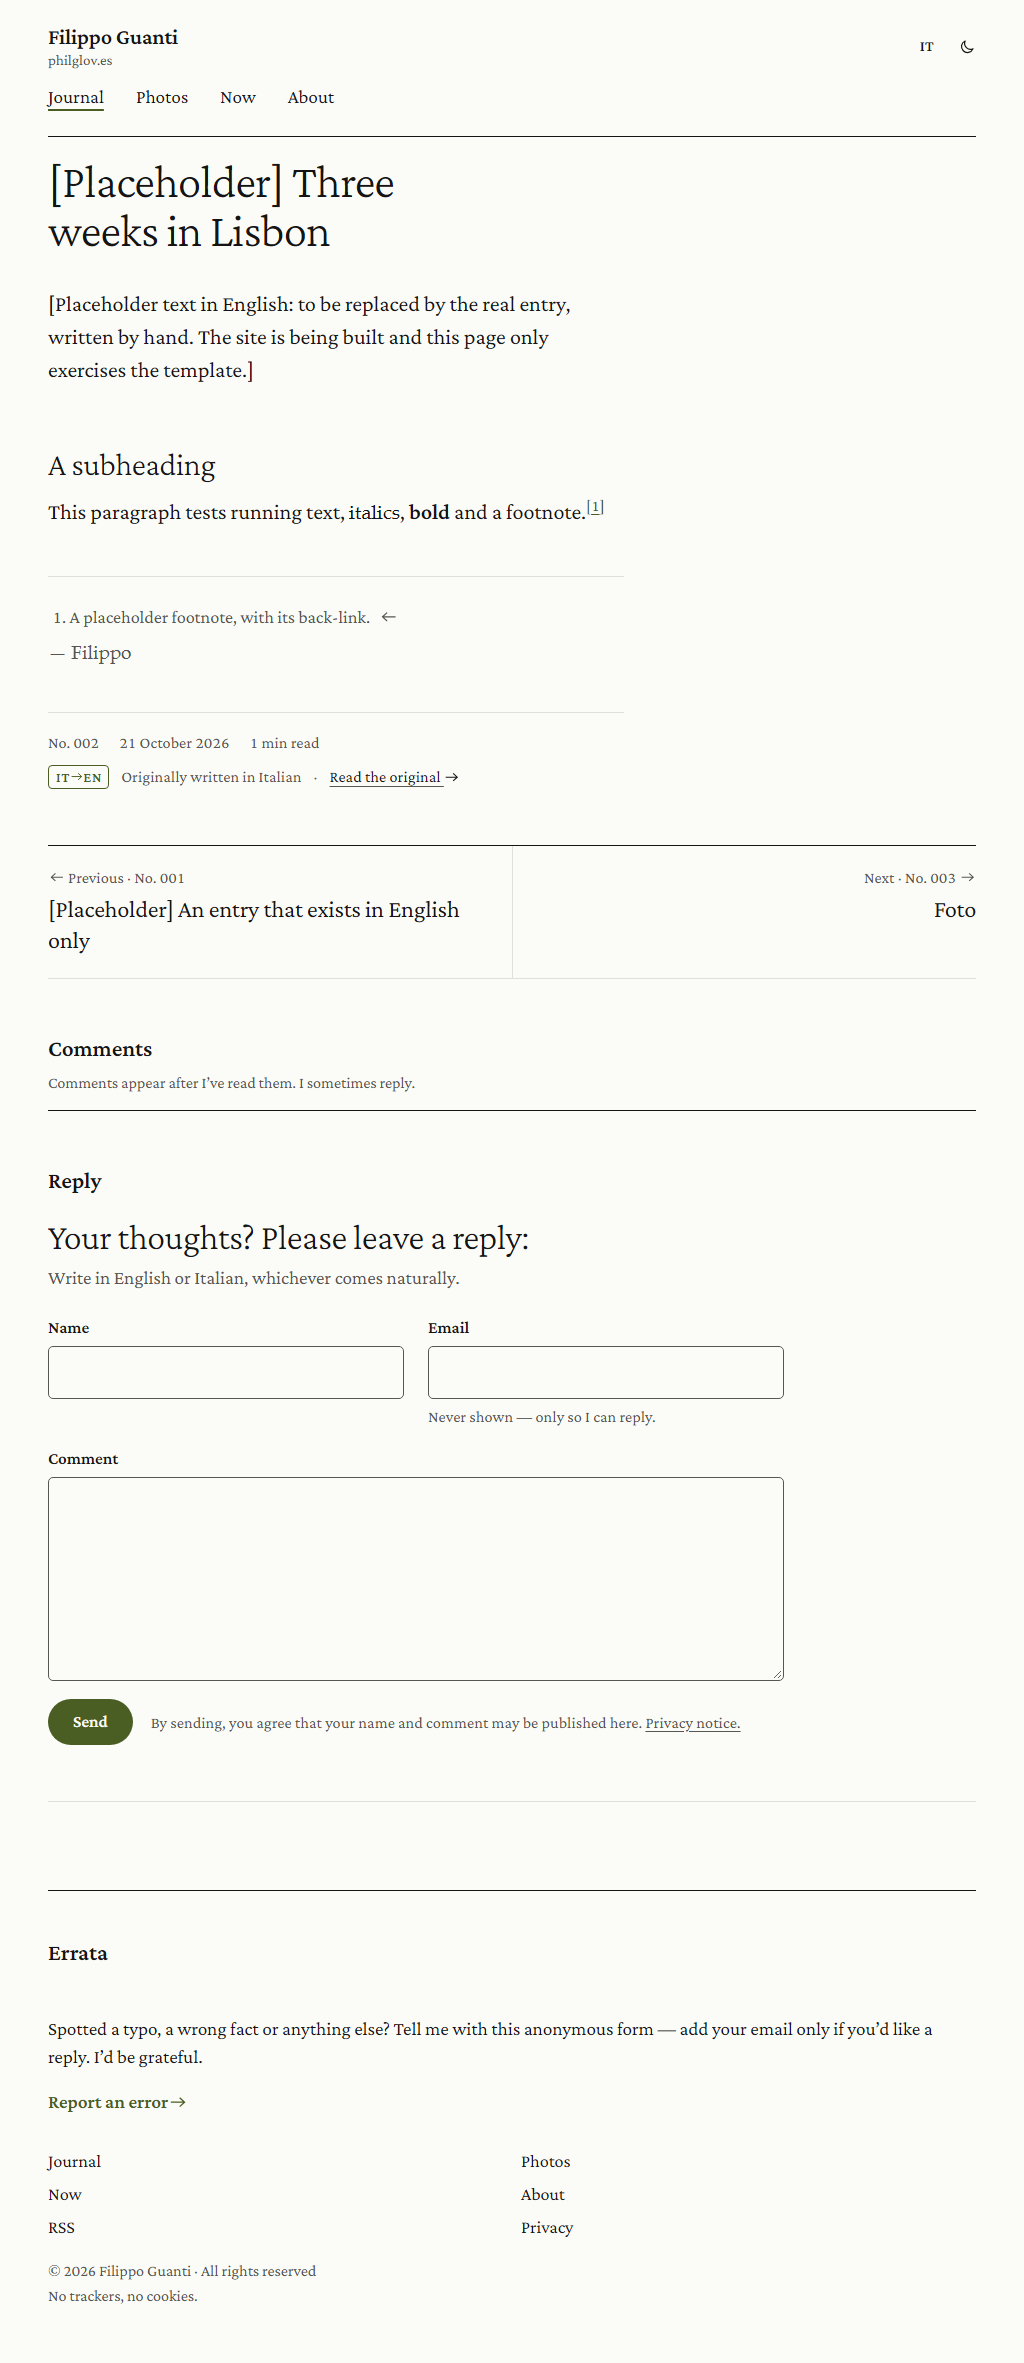 Filippo Guanti
philglov.es
IT
Journal Photos Now About
[Placeholder] Three
weeks in Lisbon
[Placeholder text in English: to be replaced by the real entry,
written by hand. The site is being built and this page only
exercises the template.]
A subheading
This paragraph tests running text, italics, bold and a footnote.[1]
1. A placeholder footnote, with its back-link. ←
— Filippo
No. 002 21 October 2026 1 min read
IT→EN Originally written in Italian · Read the original →
← Previous · No. 001
[Placeholder] An entry that exists in English
only
Next · No. 003 →
Foto
Comments
Comments appear after I’ve read them. I sometimes reply.
Reply
Your thoughts? Please leave a reply:
Write in English or Italian, whichever comes naturally.
Name
Email
Never shown — only so I can reply.
Comment
Send
By sending, you agree that your name and comment may be published here. Privacy notice.
Errata
Spotted a typo, a wrong fact or anything else? Tell me with this anonymous form — add your email only if you’d like a
reply. I’d be grateful.
Report an error→
Journal Photos
Now About
RSS Privacy
© 2026 Filippo Guanti · All rights reserved
No trackers, no cookies.